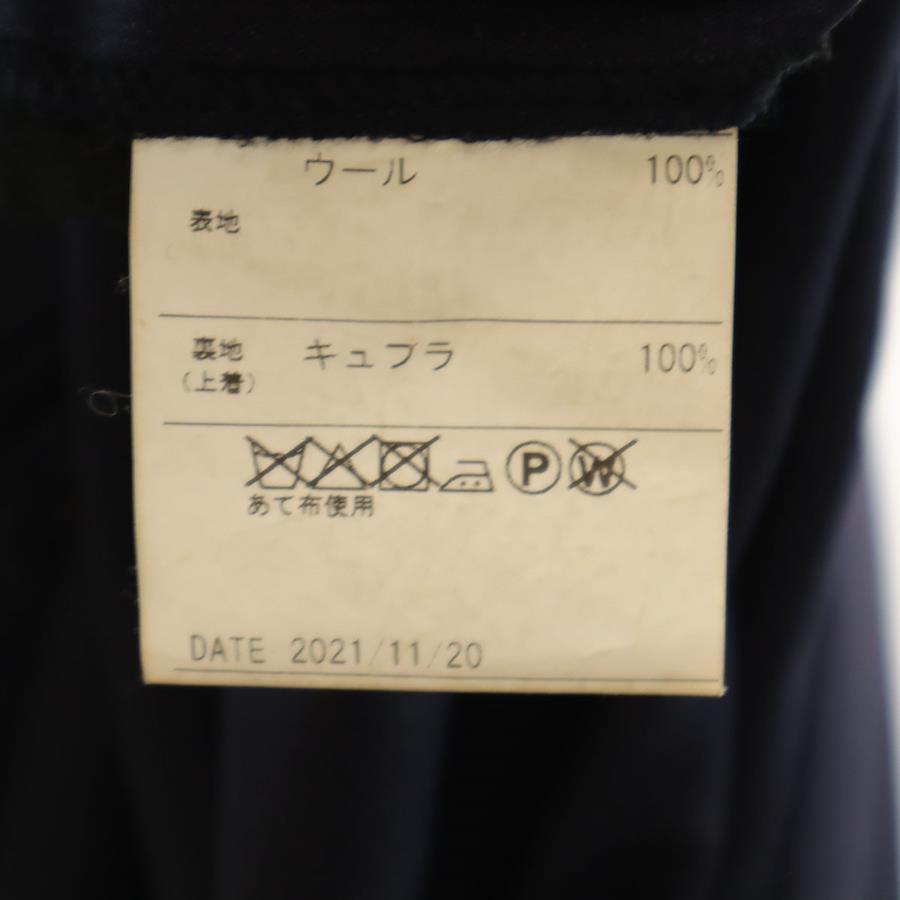 ウール 100%
表地
裏地 キュプラ 100%
(上着)
P W
あて布使用
DATE 2021/11/20